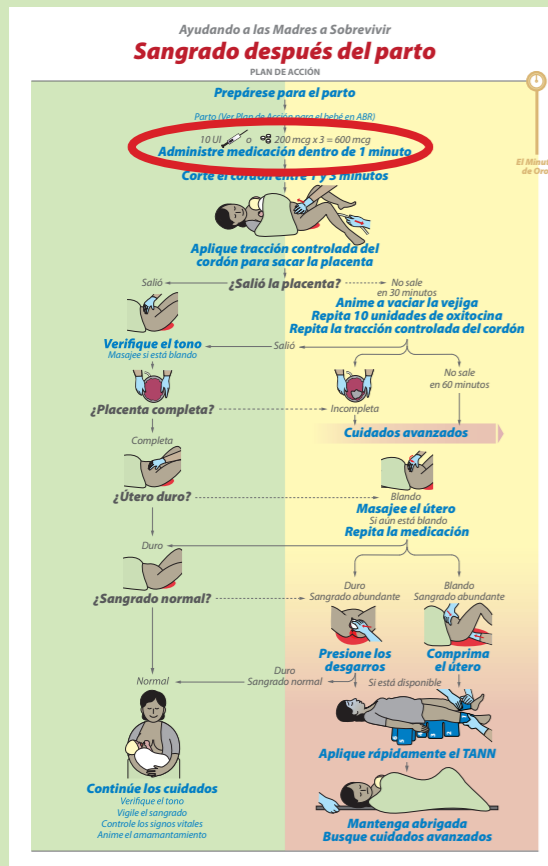 Ayudando a las Madres a Sobrevivir
Sangrado después del parto
PLAN DE ACCIÓN
Prepárese para el parto
Parto (Ver Plan de Acción para el bebé en ABR)
10 UI o 200 mcg x 3 = 600 mcg
Administre medicación dentro de 1 minuto
El Minuto
de Oro
Corte el cordón entre 1 y 3 minutos
Aplique tracción controlada del
cordón para sacar la placenta
Salió
¿Salió la placenta?
No sale
en 30 minutos
Anime a vaciar la vejiga
Repita 10 unidades de oxitocina
Repita la tracción controlada del cordón
Salió
Verifique el tono
Masajee si está blando
No sale
en 60 minutos
¿Placenta completa?
Incompleta
Cuidados avanzados
Completa
¿Útero duro?
Blando
Masajee el útero
Si aún está blando
Repita la medicación
Duro
Duro
Sangrado abundante
Blando
Sangrado abundante
¿Sangrado normal?
Presione los
desgarros
Comprima
el útero
Duro
Sangrado normal
Normal
Si está disponible
Aplique rápidamente el TANN
Continúe los cuidados
Verifique el tono
Vigile el sangrado
Controle los signos vitales
Anime el amamantamiento
Mantenga abrigada
Busque cuidados avanzados